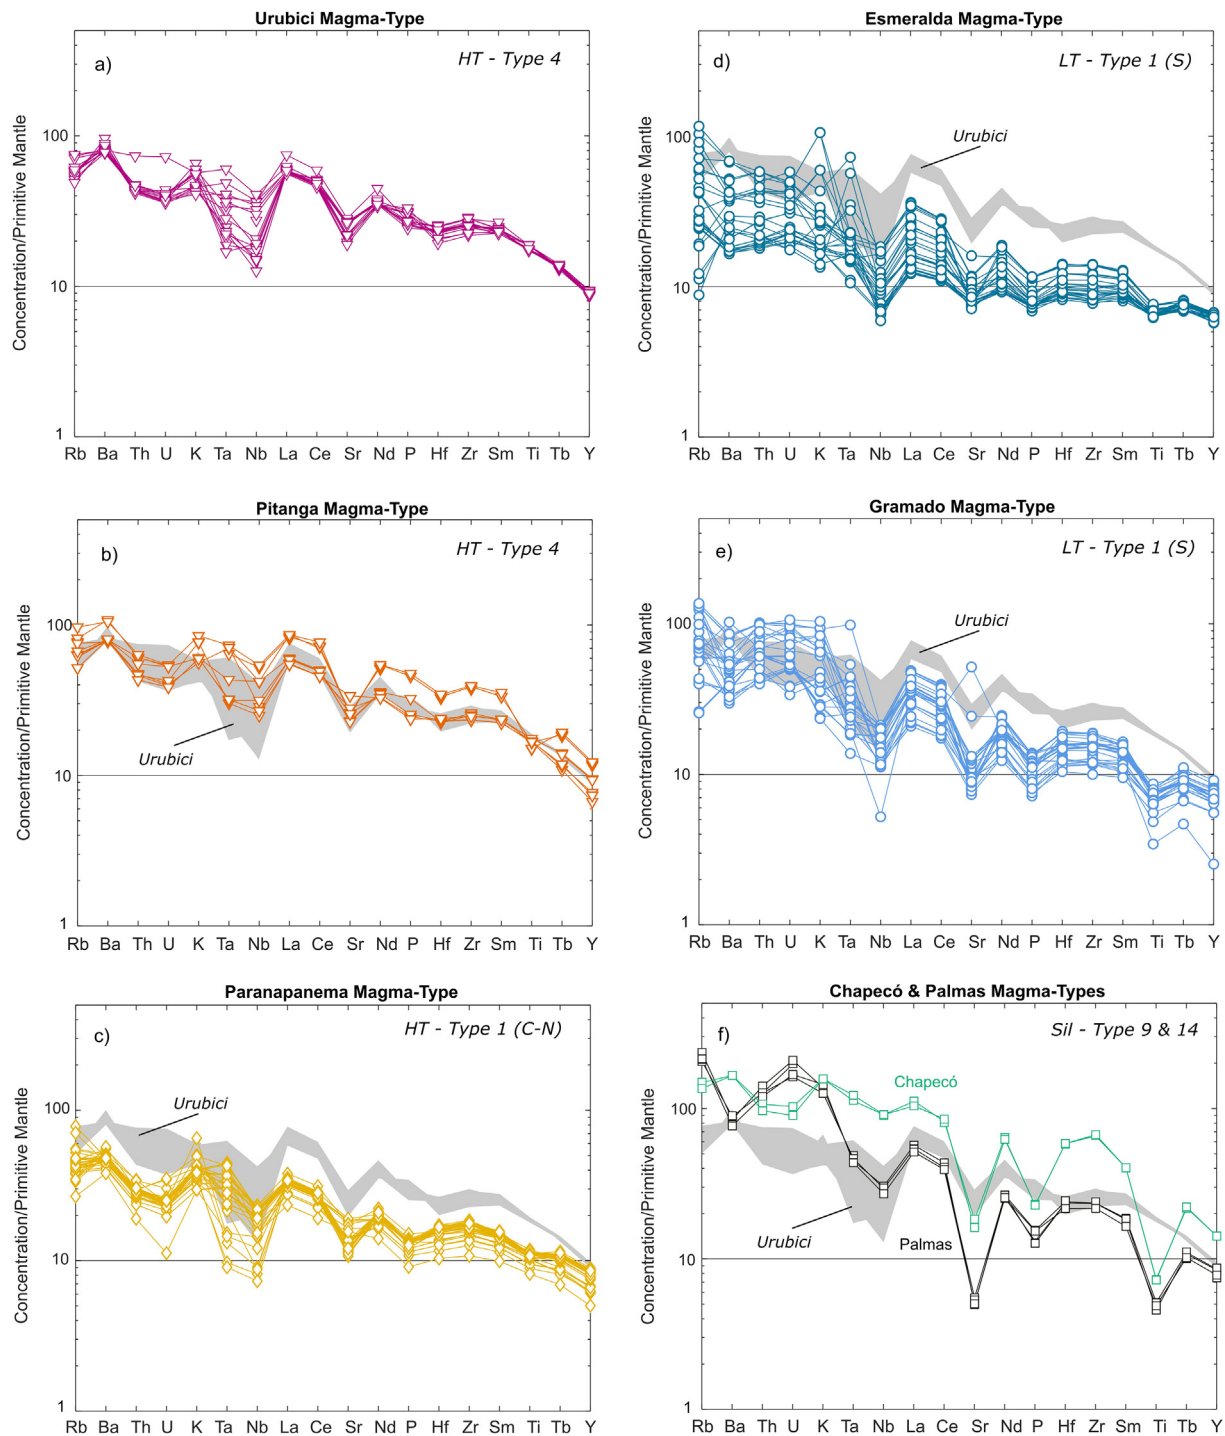 Urubici Magma-Type
a)
HT - Type 4
Concentration/Primitive Mantle
100
10
1
Rb Ba Th U K Ta Nb La Ce Sr Nd P Hf Zr Sm Ti Tb Y
Esmeralda Magma-Type
d)
LT - Type 1 (S)
Urubici
Concentration/Primitive Mantle
100
10
1
Rb Ba Th U K Ta Nb La Ce Sr Nd P Hf Zr Sm Ti Tb Y
Pitanga Magma-Type
b)
HT - Type 4
Urubici
Concentration/Primitive Mantle
100
10
1
Rb Ba Th U K Ta Nb La Ce Sr Nd P Hf Zr Sm Ti Tb Y
Gramado Magma-Type
e)
LT - Type 1 (S)
Urubici
Concentration/Primitive Mantle
100
10
1
Rb Ba Th U K Ta Nb La Ce Sr Nd P Hf Zr Sm Ti Tb Y
Paranapanema Magma-Type
c)
HT - Type 1 (C-N)
Urubici
Concentration/Primitive Mantle
100
10
1
Rb Ba Th U K Ta Nb La Ce Sr Nd P Hf Zr Sm Ti Tb Y
Chapecó & Palmas Magma-Types
f)
Sil - Type 9 & 14
Chapecó
Urubici
Palmas
Concentration/Primitive Mantle
100
10
1
Rb Ba Th U K Ta Nb La Ce Sr Nd P Hf Zr Sm Ti Tb Y